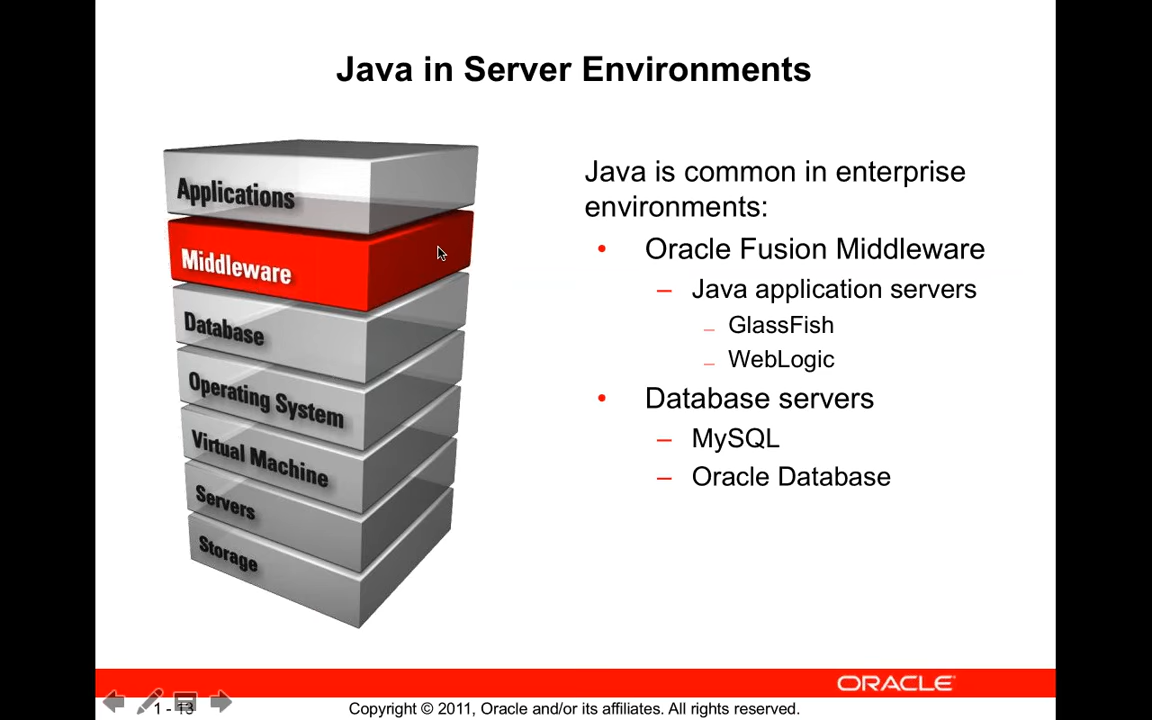 Java in Server Environments
Applications
Middleware
Database
Operating System
Virtual Machine
Servers
Storage
Java is common in enterprise
environments:
• Oracle Fusion Middleware
– Java application servers
– GlassFish
– WebLogic
• Database servers
– MySQL
– Oracle Database
ORACLE
1 - 13
Copyright © 2011, Oracle and/or its affiliates. All rights reserved.